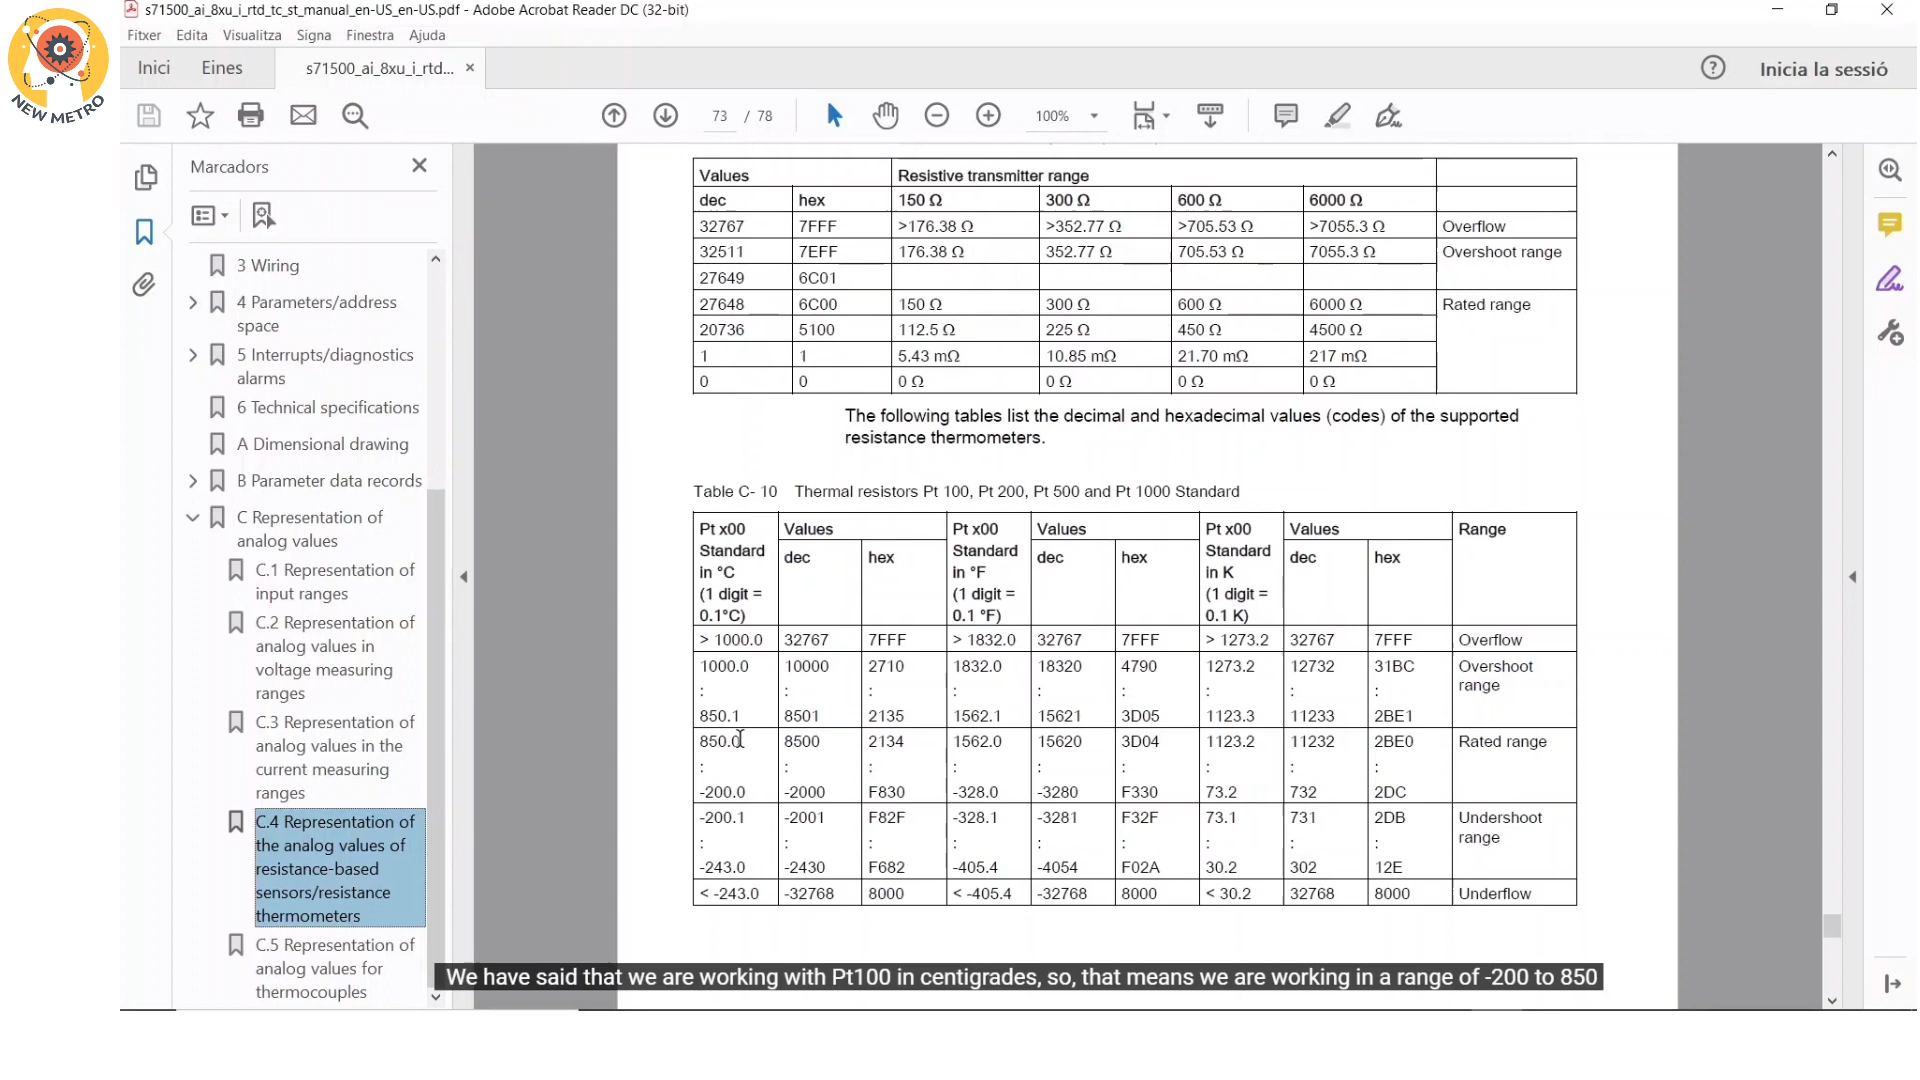 s71500_ai_8xu_i_rtd_tc_st_manual_en-US_en-US.pdf - Adobe Acrobat Reader DC (32-bit)
Fitxer Edita Visualitza Signa Finestra Ajuda
Inici Eines s71500_ai_8xu_i_rtd... × Inicia la sessió
NEW METRO
73 / 78 100%
Marcadors
3 Wiring
4 Parameters/address
space
5 Interrupts/diagnostics
alarms
6 Technical specifications
A Dimensional drawing
B Parameter data records
C Representation of
analog values
C.1 Representation of
input ranges
C.2 Representation of
analog values in
voltage measuring
ranges
C.3 Representation of
analog values in the
current measuring
ranges
C.4 Representation of
the analog values of
resistance-based
sensors/resistance
thermometers
C.5 Representation of
analog values for
thermocouples
Values Resistive transmitter range
dec hex 150 Ω 300 Ω 600 Ω 6000 Ω
32767 7FFF >176.38 Ω >352.77 Ω >705.53 Ω >7055.3 Ω Overflow
32511 7EFF 176.38 Ω 352.77 Ω 705.53 Ω 7055.3 Ω Overshoot range
27649 6C01
27648 6C00 150 Ω 300 Ω 600 Ω 6000 Ω Rated range
20736 5100 112.5 Ω 225 Ω 450 Ω 4500 Ω
1 1 5.43 mΩ 10.85 mΩ 21.70 mΩ 217 mΩ
0 0 0 Ω 0 Ω 0 Ω 0 Ω
The following tables list the decimal and hexadecimal values (codes) of the supported
resistance thermometers.
Table C- 10 Thermal resistors Pt 100, Pt 200, Pt 500 and Pt 1000 Standard
Pt x00 Values Pt x00 Values Pt x00 Values Range
Standard dec hex Standard dec hex Standard dec hex
in °C in °F in K
(1 digit = (1 digit = (1 digit =
0.1°C) 0.1 °F) 0.1 K)
> 1000.0 32767 7FFF > 1832.0 32767 7FFF > 1273.2 32767 7FFF Overflow
1000.0 10000 2710 1832.0 18320 4790 1273.2 12732 31BC Overshoot
: : : : : : : : : range
850.1 8501 2135 1562.1 15621 3D05 1123.3 11233 2BE1
850.0 8500 2134 1562.0 15620 3D04 1123.2 11232 2BE0 Rated range
: : : : : : : : :
-200.0 -2000 F830 -328.0 -3280 F330 73.2 732 2DC
-200.1 -2001 F82F -328.1 -3281 F32F 73.1 731 2DB Undershoot
: : : : : : : : : range
-243.0 -2430 F682 -405.4 -4054 F02A 30.2 302 12E
< -243.0 -32768 8000 < -405.4 -32768 8000 < 30.2 32768 8000 Underflow
We have said that we are working with Pt100 in centigrades, so, that means we are working in a range of -200 to 850